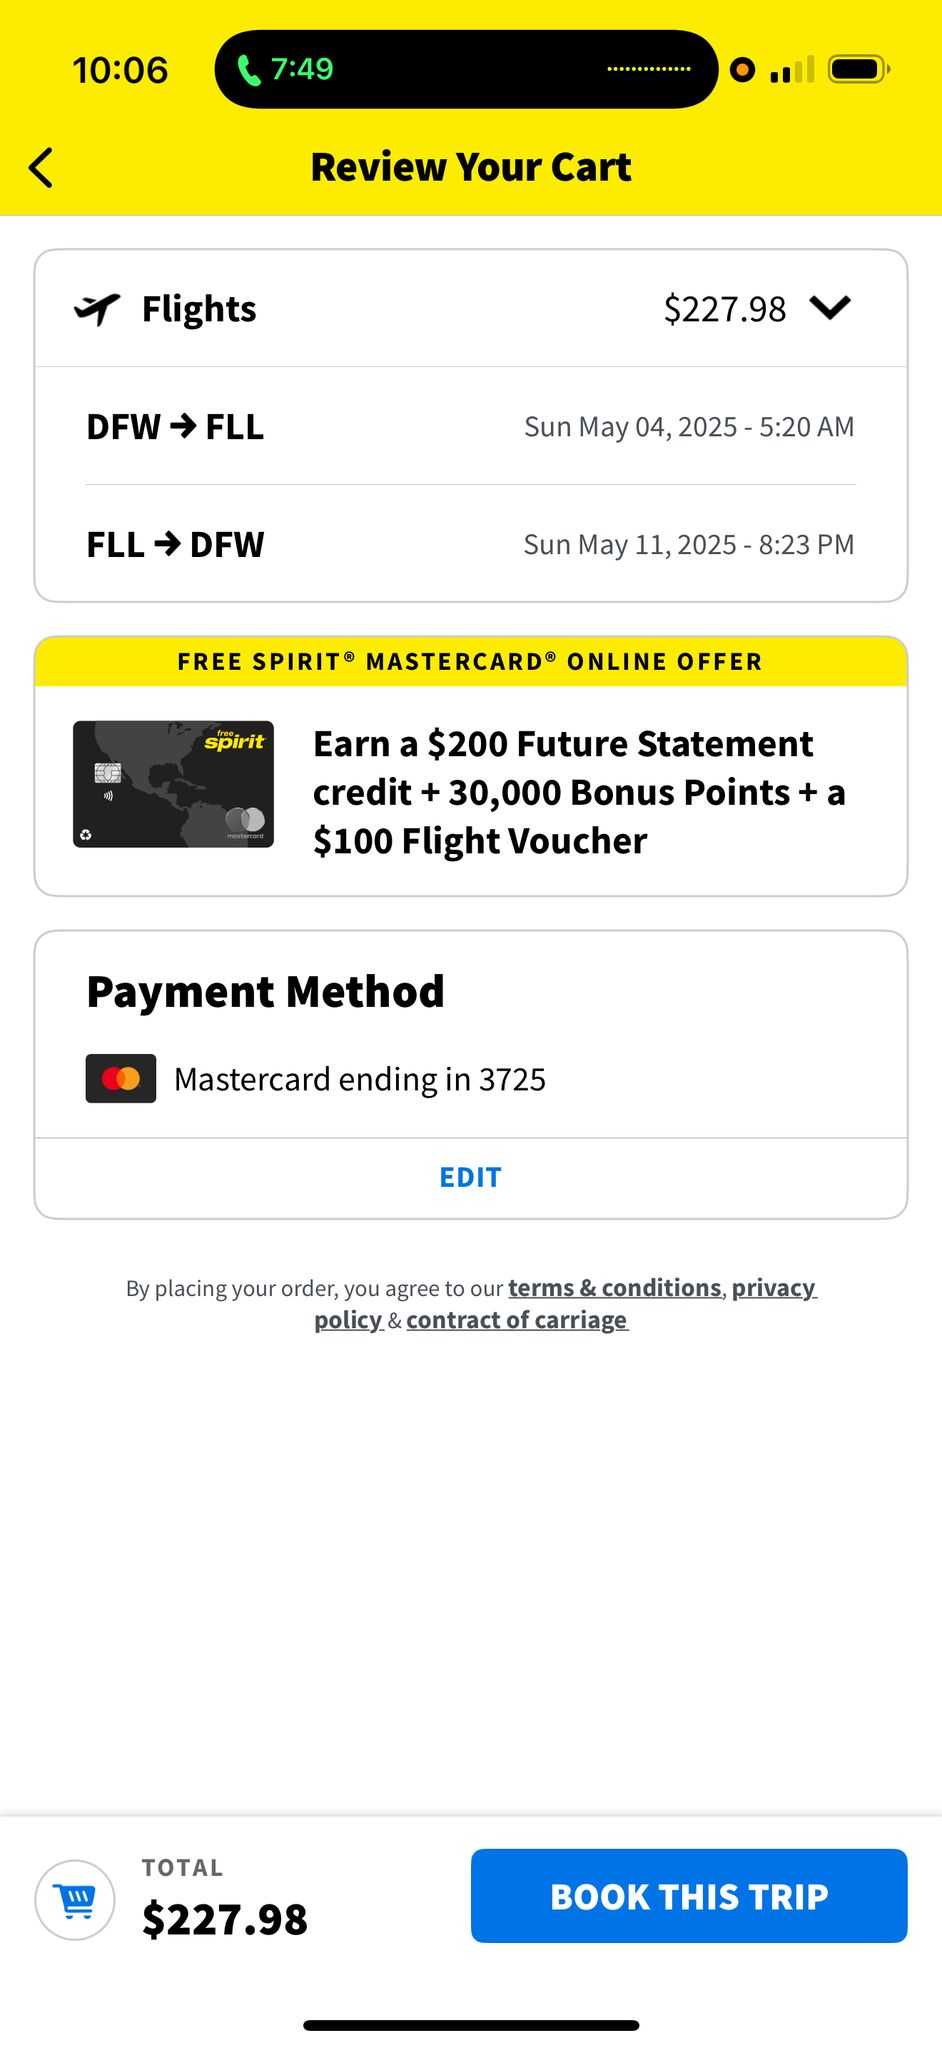 10:06
7:49
Review Your Cart
Flights
$227.98
DFW → FLL
Sun May 04, 2025 - 5:20 AM
FLL → DFW
Sun May 11, 2025 - 8:23 PM
FREE SPIRIT® MASTERCARD® ONLINE OFFER
free
spirit
mastercard
Earn a $200 Future Statement
credit + 30,000 Bonus Points + a
$100 Flight Voucher
Payment Method
Mastercard ending in 3725
EDIT
By placing your order, you agree to our terms & conditions, privacy
policy & contract of carriage
TOTAL
$227.98
BOOK THIS TRIP